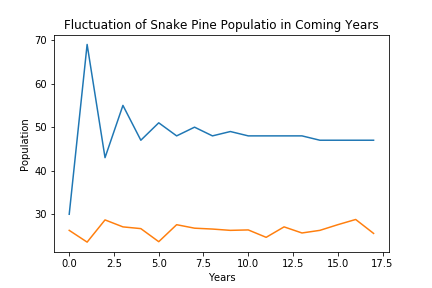 Fluctuation of Snake Pine Populatio in Coming Years
70
60
50
40
30
Population
0.0 2.5 5.0 7.5 10.0 12.5 15.0 17.5
Years